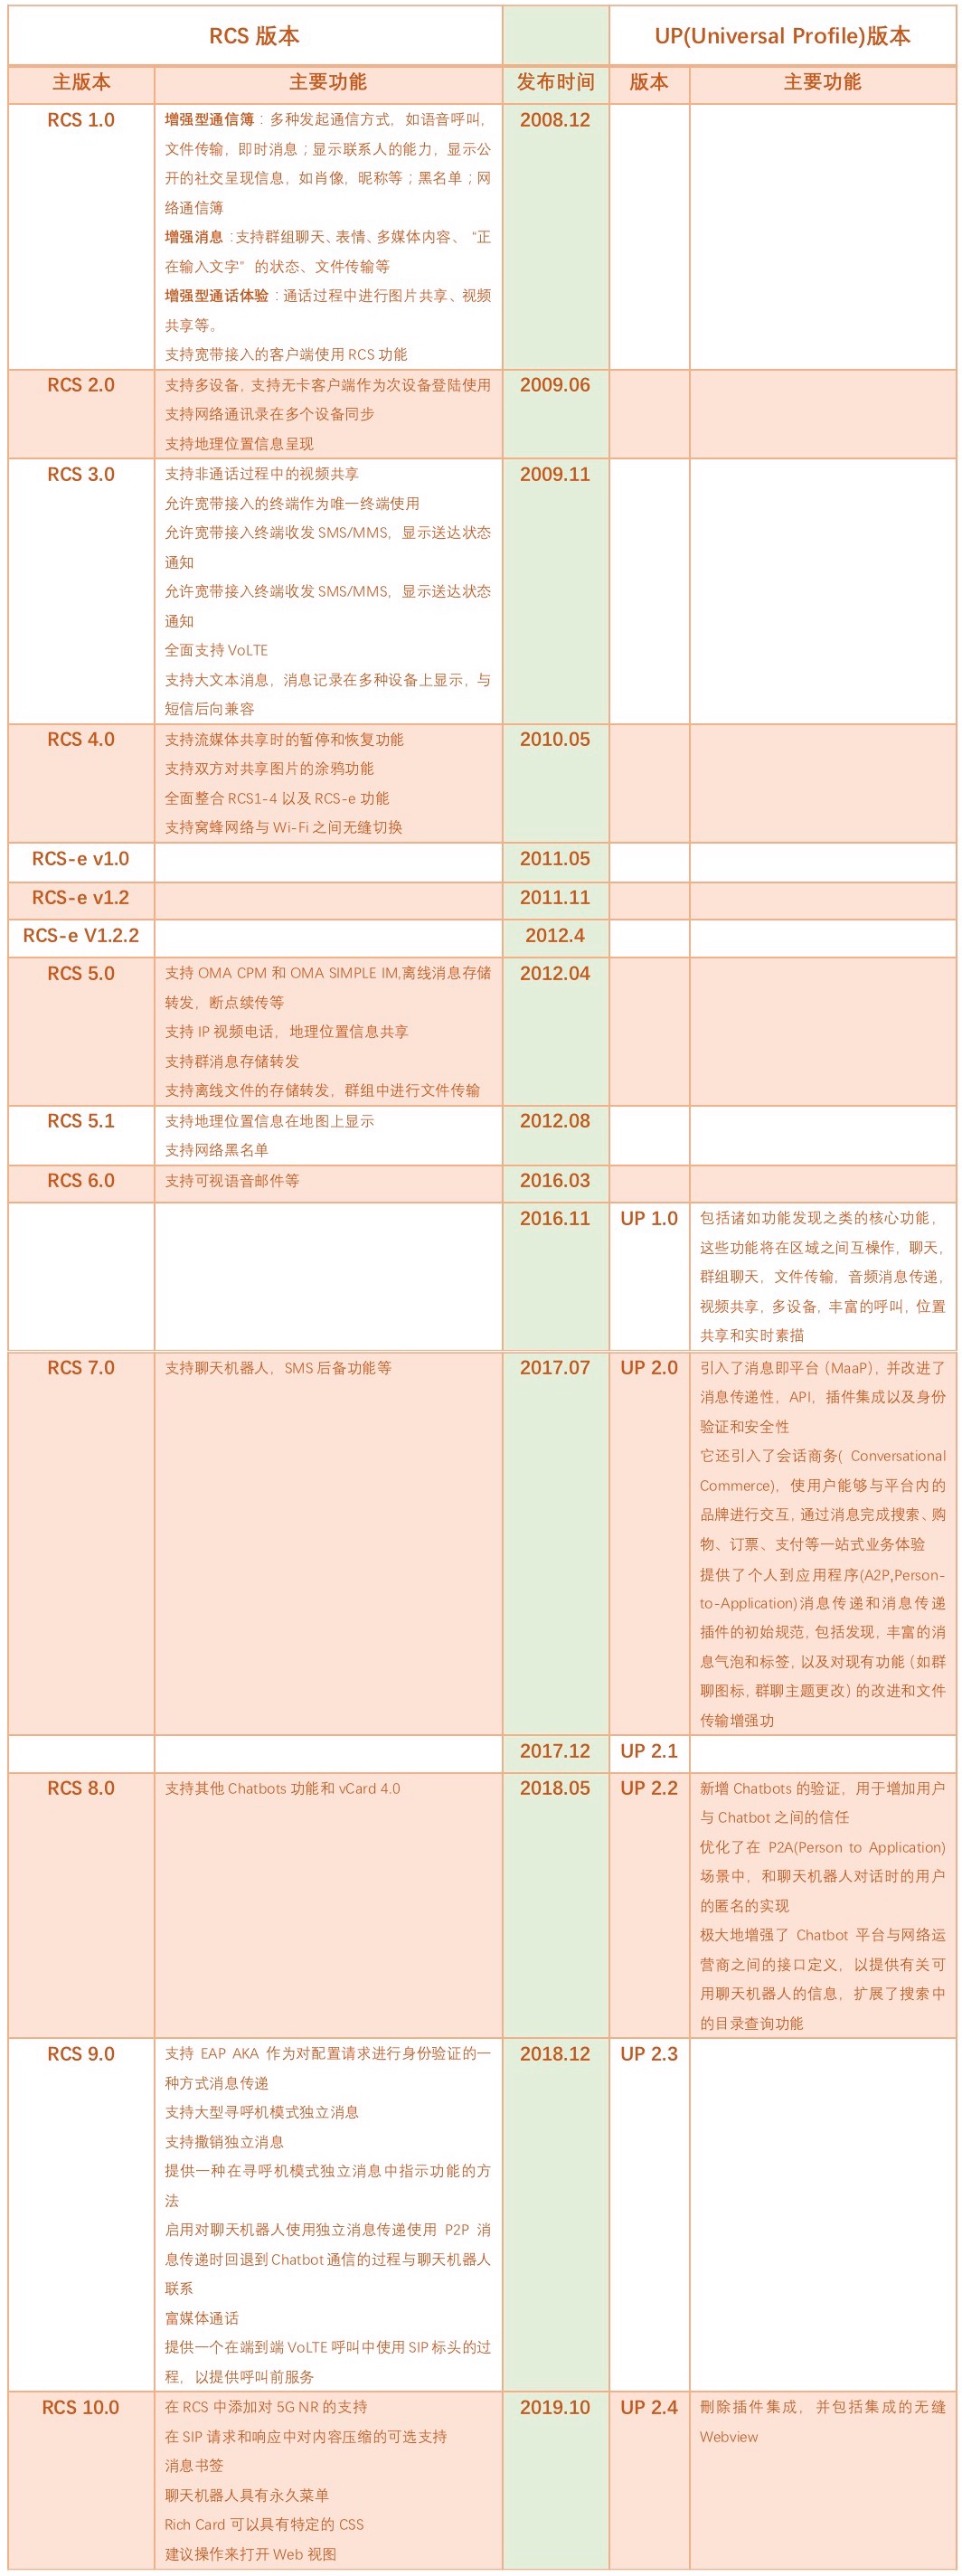 RCS 版本
UP(Universal Profile)版本
主版本
主要功能
发布时间
版本
主要功能
RCS 1.0
增强型通信簿：多种发起通信方式，如语音呼叫，
文件传输，即时消息；显示联系人的能力，显示公
开的社交呈现信息，如肖像，昵称等；黑名单；网
络通信簿
增强消息：支持群组聊天、表情、多媒体内容、“正
在输入文字”的状态、文件传输等
增强型通话体验：通话过程中进行图片共享、视频
共享等。
支持宽带接入的客户端使用 RCS 功能
2008.12
RCS 2.0
支持多设备，支持无卡客户端作为次设备登陆使用
支持网络通讯录在多个设备同步
支持地理位置信息呈现
2009.06
RCS 3.0
支持非通话过程中的视频共享
允许宽带接入的终端作为唯一终端使用
允许宽带接入终端收发 SMS/MMS，显示送达状态
通知
允许宽带接入终端收发 SMS/MMS，显示送达状态
通知
全面支持 VoLTE
支持大文本消息，消息记录在多种设备上显示，与
短信后向兼容
2009.11
RCS 4.0
支持流媒体共享时的暂停和恢复功能
支持双方对共享图片的涂鸦功能
全面整合 RCS1-4 以及 RCS-e 功能
支持窝蜂网络与 Wi-Fi 之间无缝切换
2010.05
RCS-e v1.0
2011.05
RCS-e v1.2
2011.11
RCS-e V1.2.2
2012.4
RCS 5.0
支持 OMA CPM 和 OMA SIMPLE IM,离线消息存储
转发，断点续传等
支持 IP 视频电话，地理位置信息共享
支持群消息存储转发
支持离线文件的存储转发，群组中进行文件传输
2012.04
RCS 5.1
支持地理位置信息在地图上显示
支持网络黑名单
2012.08
RCS 6.0
支持可视语音邮件等
2016.03
2016.11
UP 1.0
包括诸如功能发现之类的核心功能，
这些功能将在区域之间互操作，聊天，
群组聊天，文件传输，音频消息传递，
视频共享，多设备，丰富的呼叫，位置
共享和实时素描
RCS 7.0
支持聊天机器人，SMS 后备功能等
2017.07
UP 2.0
引入了消息即平台（MaaP），并改进了
消息传递性，API，插件集成以及身份
验证和安全性
它还引入了会话商务( Conversational
Commerce)，使用户能够与平台内的
品牌进行交互，通过消息完成搜索、购
物、订票、支付等一站式业务体验
提供了个人到应用程序(A2P,Person-
to-Application)消息传递和消息传递
插件的初始规范，包括发现，丰富的消
息气泡和标签，以及对现有功能（如群
聊图标，群聊主题更改）的改进和文件
传输增强功
2017.12
UP 2.1
RCS 8.0
支持其他 Chatbots 功能和 vCard 4.0
2018.05
UP 2.2
新增 Chatbots 的验证，用于增加用户
与 Chatbot 之间的信任
优化了在 P2A(Person to Application)
场景中，和聊天机器人对话时的用户
的匿名的实现
极大地增强了 Chatbot 平台与网络运
营商之间的接口定义，以提供有关可
用聊天机器人的信息，扩展了搜索中
的目录查询功能
RCS 9.0
支持 EAP AKA 作为对配置请求进行身份验证的一
种方式消息传递
支持大型寻呼机模式独立消息
支持撤销独立消息
提供一种在寻呼机模式独立消息中指示功能的方
法
启用对聊天机器人使用独立消息传递使用 P2P 消
息传递时回退到 Chatbot 通信的过程与聊天机器人
联系
富媒体通话
提供一个在端到端 VoLTE 呼叫中使用 SIP 标头的过
程，以提供呼叫前服务
2018.12
UP 2.3
RCS 10.0
在 RCS 中添加对 5G NR 的支持
在 SIP 请求和响应中对内容压缩的可选支持
消息书签
聊天机器人具有永久菜单
Rich Card 可以具有特定的 CSS
建议操作来打开 Web 视图
2019.10
UP 2.4
刪除插件集成，并包括集成的无缝
Webview